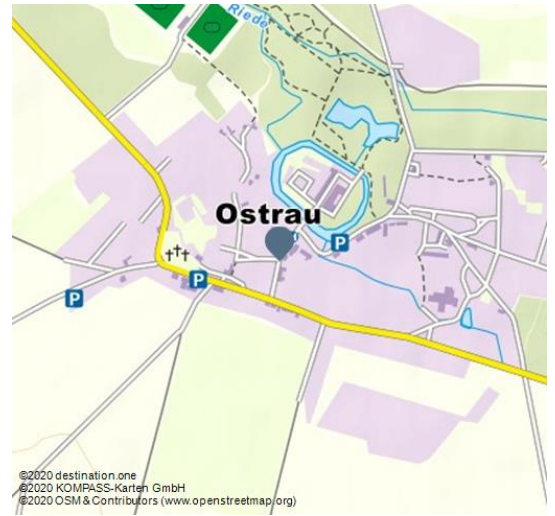 Riede
Ostrau
P
P
P
©2020 destination.one
©2020 KOMPASS-Karten GmbH
©2020 OSM & Contributors (www.openstreetmap.org)